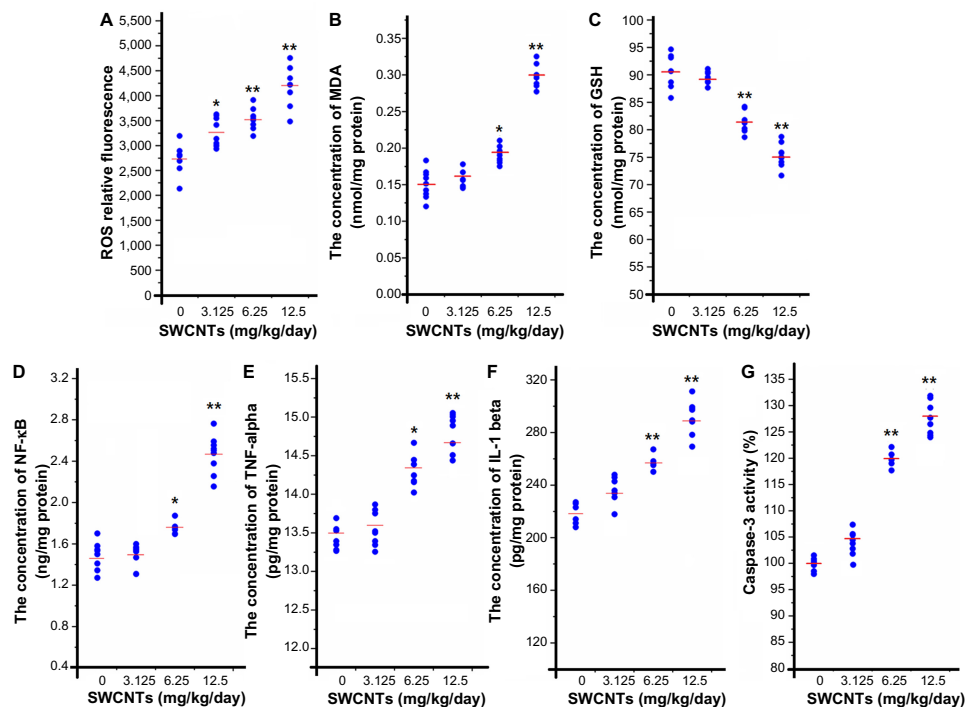 A
ROS relative fluorescence
5,500
5,000
4,500
4,000
3,500
3,000
2,500
2,000
1,500
1,000
500
0
*
**
**
0 3.125 6.25 12.5
SWCNTs (mg/kg/day)
B
The concentration of MDA
(nmol/mg protein)
0.35
0.30
0.25
0.20
0.15
0.10
0.05
0.00
*
**
0 3.125 6.25 12.5
SWCNTs (mg/kg/day)
C
The concentration of GSH
(nmol/mg protein)
100
95
90
85
80
75
70
65
60
55
50
**
**
0 3.125 6.25 12.5
SWCNTs (mg/kg/day)
D
The concentration of NF-κB
(ng/mg protein)
3.2
2.8
2.4
2.0
1.6
1.2
0.8
0.4
*
**
0 3.125 6.25 12.5
SWCNTs (mg/kg/day)
E
The concentration of TNF-alpha
(pg/mg protein)
15.5
15.0
14.5
14.0
13.5
13.0
12.5
12.0
*
**
0 3.125 6.25 12.5
SWCNTs (mg/kg/day)
F
The concentration of IL-1 beta
(pg/mg protein)
320
280
240
220
180
140
100
**
**
0 3.125 6.25 12.5
SWCNTs (mg/kg/day)
G
Caspase-3 activity (%)
135
130
125
120
115
110
105
100
95
90
85
80
**
**
0 3.125 6.25 12.5
SWCNTs (mg/kg/day)